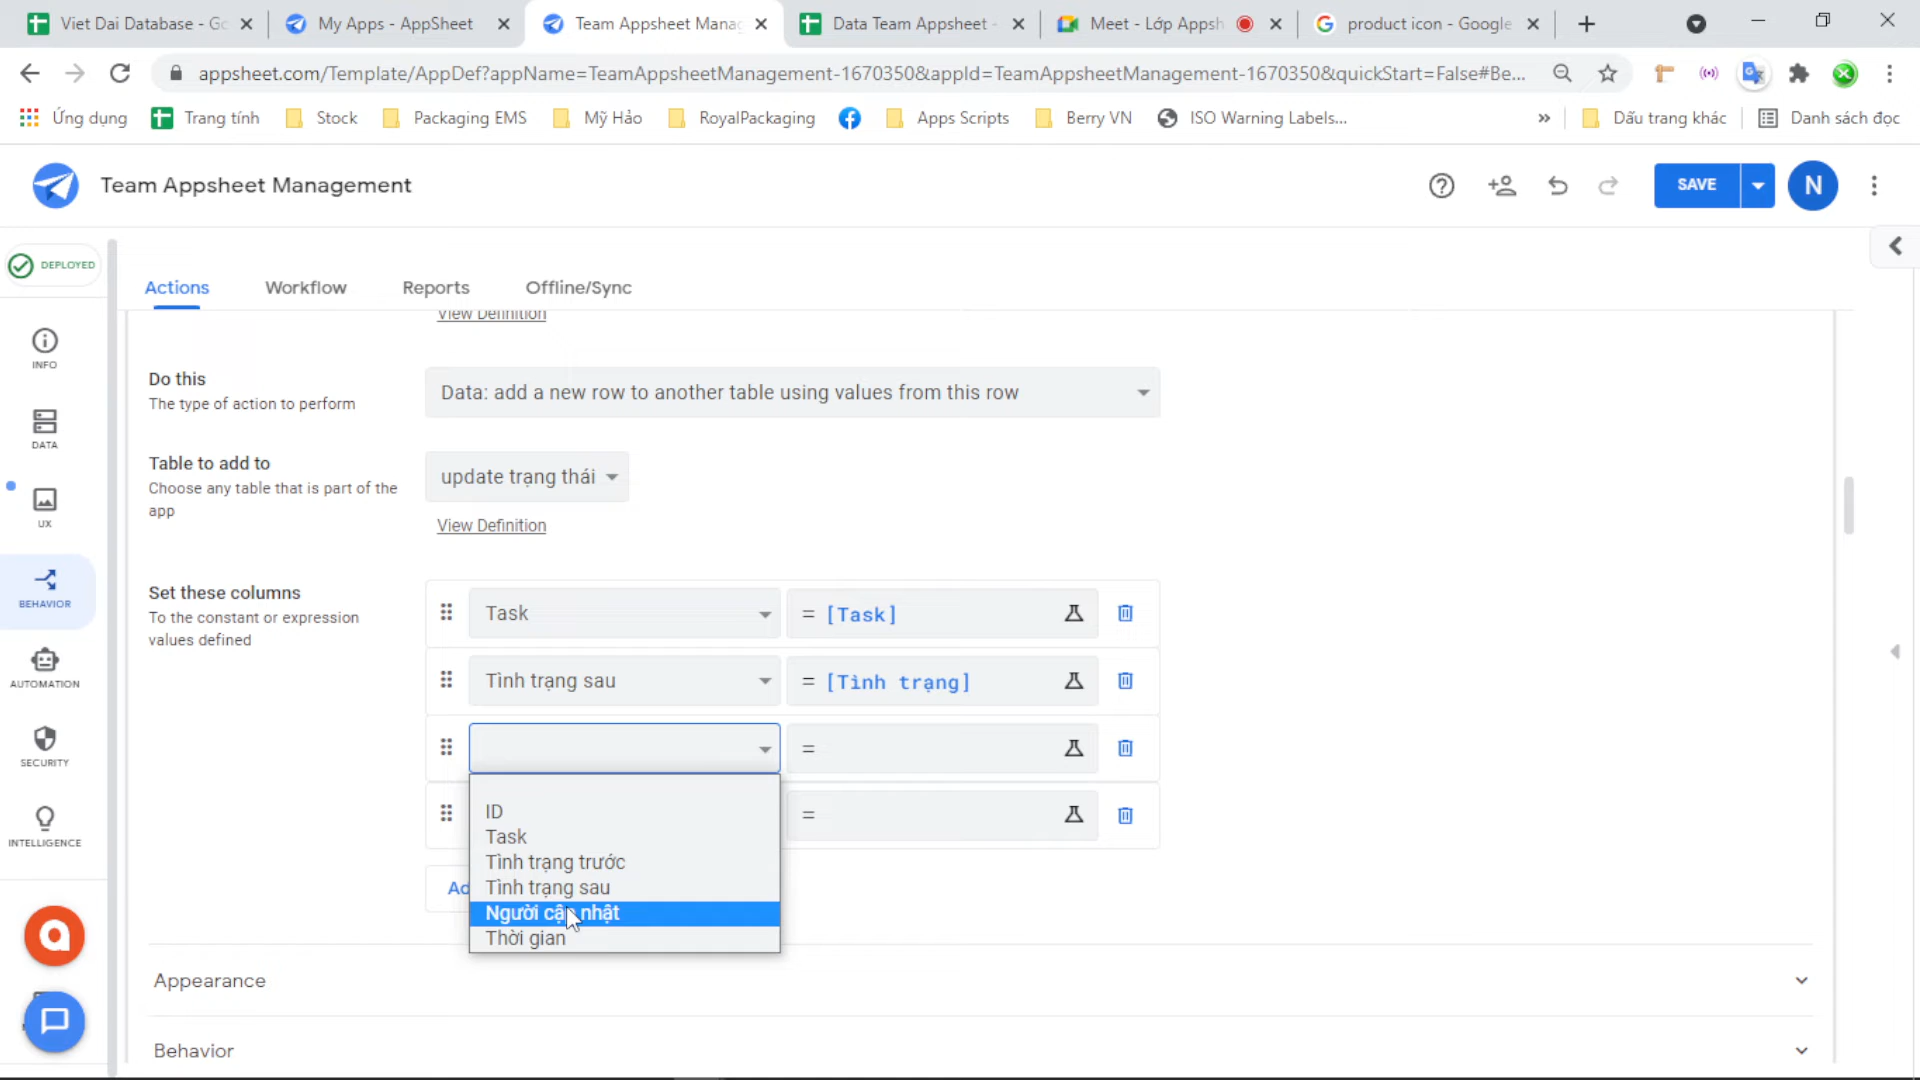 Viet Dai Database - Go
My Apps - AppSheet
Team Appsheet Manag
Data Team Appsheet -
Meet - Lớp Appsh
product icon - Google
appsheet.com/Template/AppDef?appName=TeamAppsheetManagement-1670350&appId=TeamAppsheetManagement-1670350&quickStart=False#Be...
Ứng dụng
Trang tính
Stock
Packaging EMS
Mỹ Hảo
RoyalPackaging
Apps Scripts
Berry VN
ISO Warning Labels...
»
Dấu trang khác
Danh sách đọc
Team Appsheet Management
SAVE
N
DEPLOYED
Actions
Workflow
Reports
Offline/Sync
INFO
DATA
UX
BEHAVIOR
AUTOMATION
SECURITY
INTELLIGENCE
View Definition
Do this
The type of action to perform
Data: add a new row to another table using values from this row
Table to add to
Choose any table that is part of the
app
update trạng thái
View Definition
Set these columns
To the constant or expression
values defined
Task
= [Task]
Tình trạng sau
= [Tình trạng]
=
=
ID
Task
Tình trạng trước
Tình trạng sau
Người cập nhật
Thời gian
Appearance
Behavior